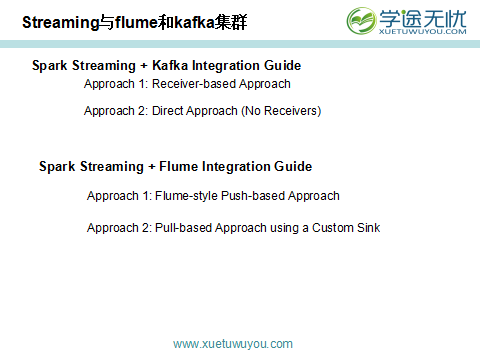 Streaming与flume和kafka集群
学途无忧
XUETUWUYOU.COM
Spark Streaming + Kafka Integration Guide
Approach 1: Receiver-based Approach
Approach 2: Direct Approach (No Receivers)
Spark Streaming + Flume Integration Guide
Approach 1: Flume-style Push-based Approach
Approach 2: Pull-based Approach using a Custom Sink
www.xuetuwuyou.com